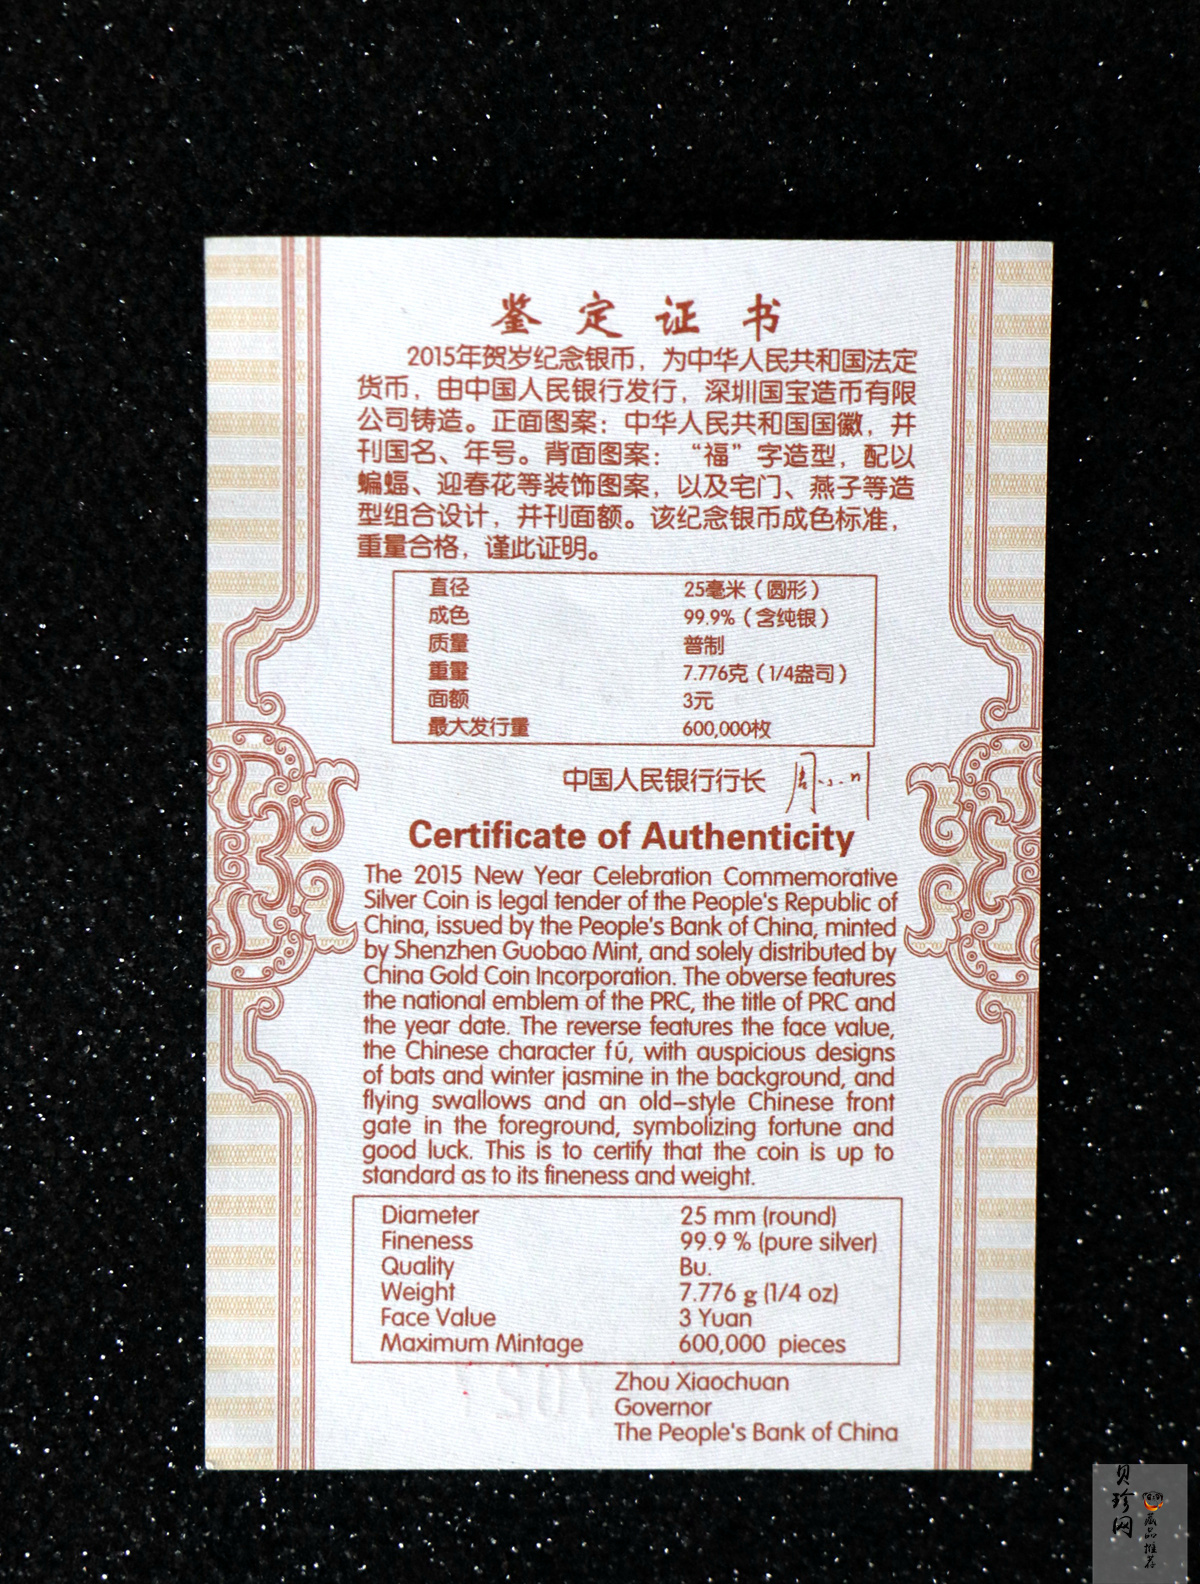 鉴定证书
2015年贺岁纪念银币，为中华人民共和国法定
货币，由中国人民银行发行，深圳国宝造币有限
公司铸造。正面图案：中华人民共和国国徽，并
刊国名、年号。背面图案：“福”字造型，配以
蝙蝠、迎春花等装饰图案，以及宅门、燕子等造
型组合设计，并刊面额。该纪念银币成色标准，
重量合格，谨此证明。
直径 25毫米（圆形）
成色 99.9%（含纯银）
质量 普制
重量 7.776克（1/4盎司）
面额 3元
最大发行量 600,000枚
中国人民银行行长 周小川
Certificate of Authenticity
The 2015 New Year Celebration Commemorative
Silver Coin is legal tender of the People's Republic of
China, issued by the People's Bank of China, minted
by Shenzhen Guobao Mint, and solely distributed by
China Gold Coin Incorporation. The obverse features
the national emblem of the PRC, the title of PRC and
the year date. The reverse features the face value,
the Chinese character fú, with auspicious designs
of bats and winter jasmine in the background, and
flying swallows and an old-style Chinese front
gate in the foreground, symbolizing fortune and
good luck. This is to certify that the coin is up to
standard as to its fineness and weight.
Diameter 25 mm (round)
Fineness 99.9 % (pure silver)
Quality Bu.
Weight 7.776 g (1/4 oz)
Face Value 3 Yuan
Maximum Mintage 600,000 pieces
Zhou Xiaochuan
Governor
The People's Bank of China
贝珍网
藏品推荐